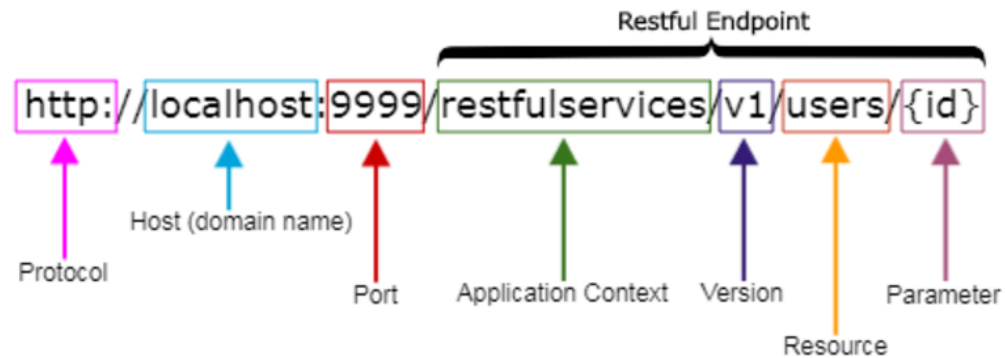 Restful Endpoint
http://localhost:9999/restfulservices/v1/users/{id}
Host (domain name)
Protocol
Port
Application Context
Version
Parameter
Resource